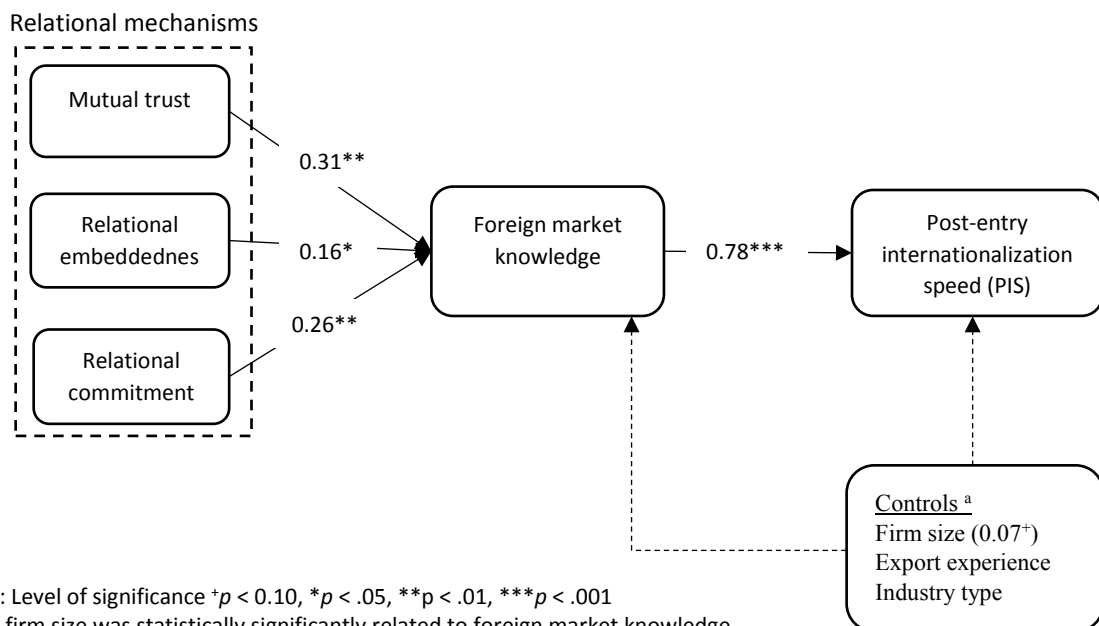 Relational mechanisms
Mutual trust
0.31**
Relational
embeddednes
0.16*
Relational
commitment
0.26**
Foreign market
knowledge
0.78***
Post-entry
internationalization
speed (PIS)
Controls ᵃ
Firm size (0.07⁺)
Export experience
Industry type
: Level of significance ⁺p < 0.10, *p < .05, **p < .01, ***p < .001
firm size was statistically significantly related to foreign market knowledge